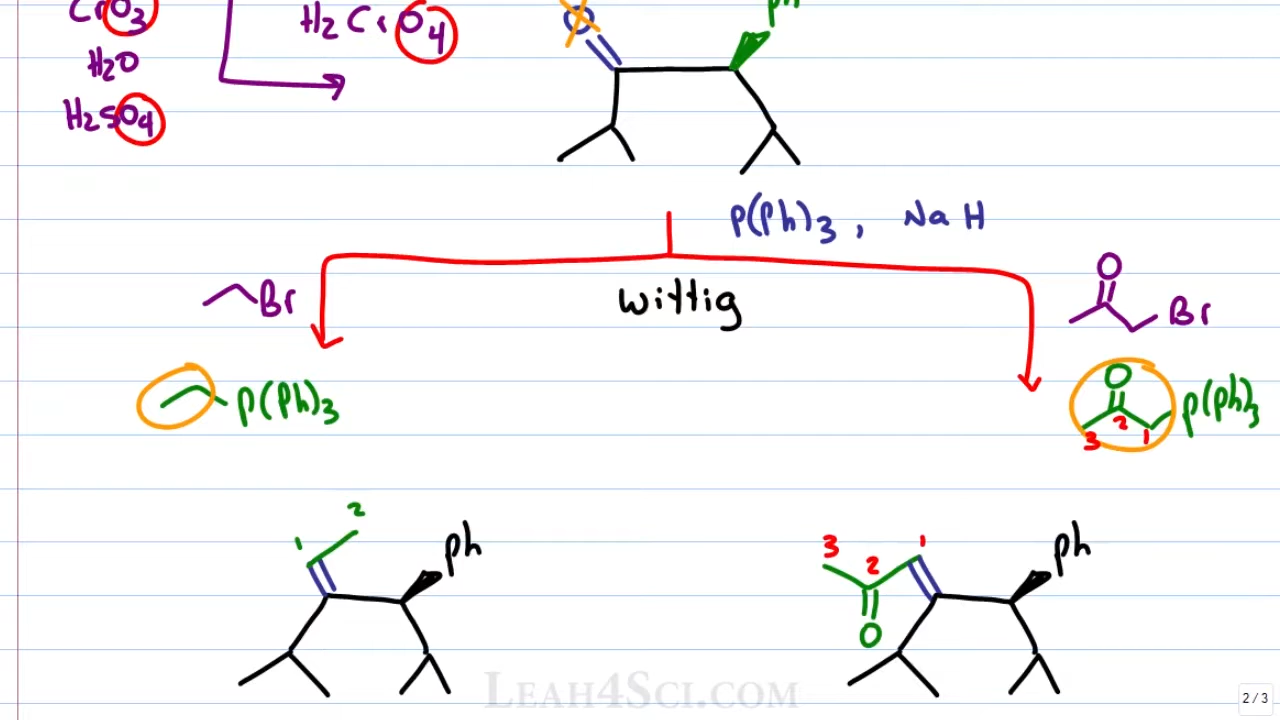 CrO3
H2CrO4
O
Ph
H2O
H2SO4
P(Ph)3, NaH
Br
wittig
O
Br
P(Ph)3
O
P(Ph)3
3 2 1
1 2
Ph
3 2 1
O
Ph
LEAH4SCI.COM
2 / 3